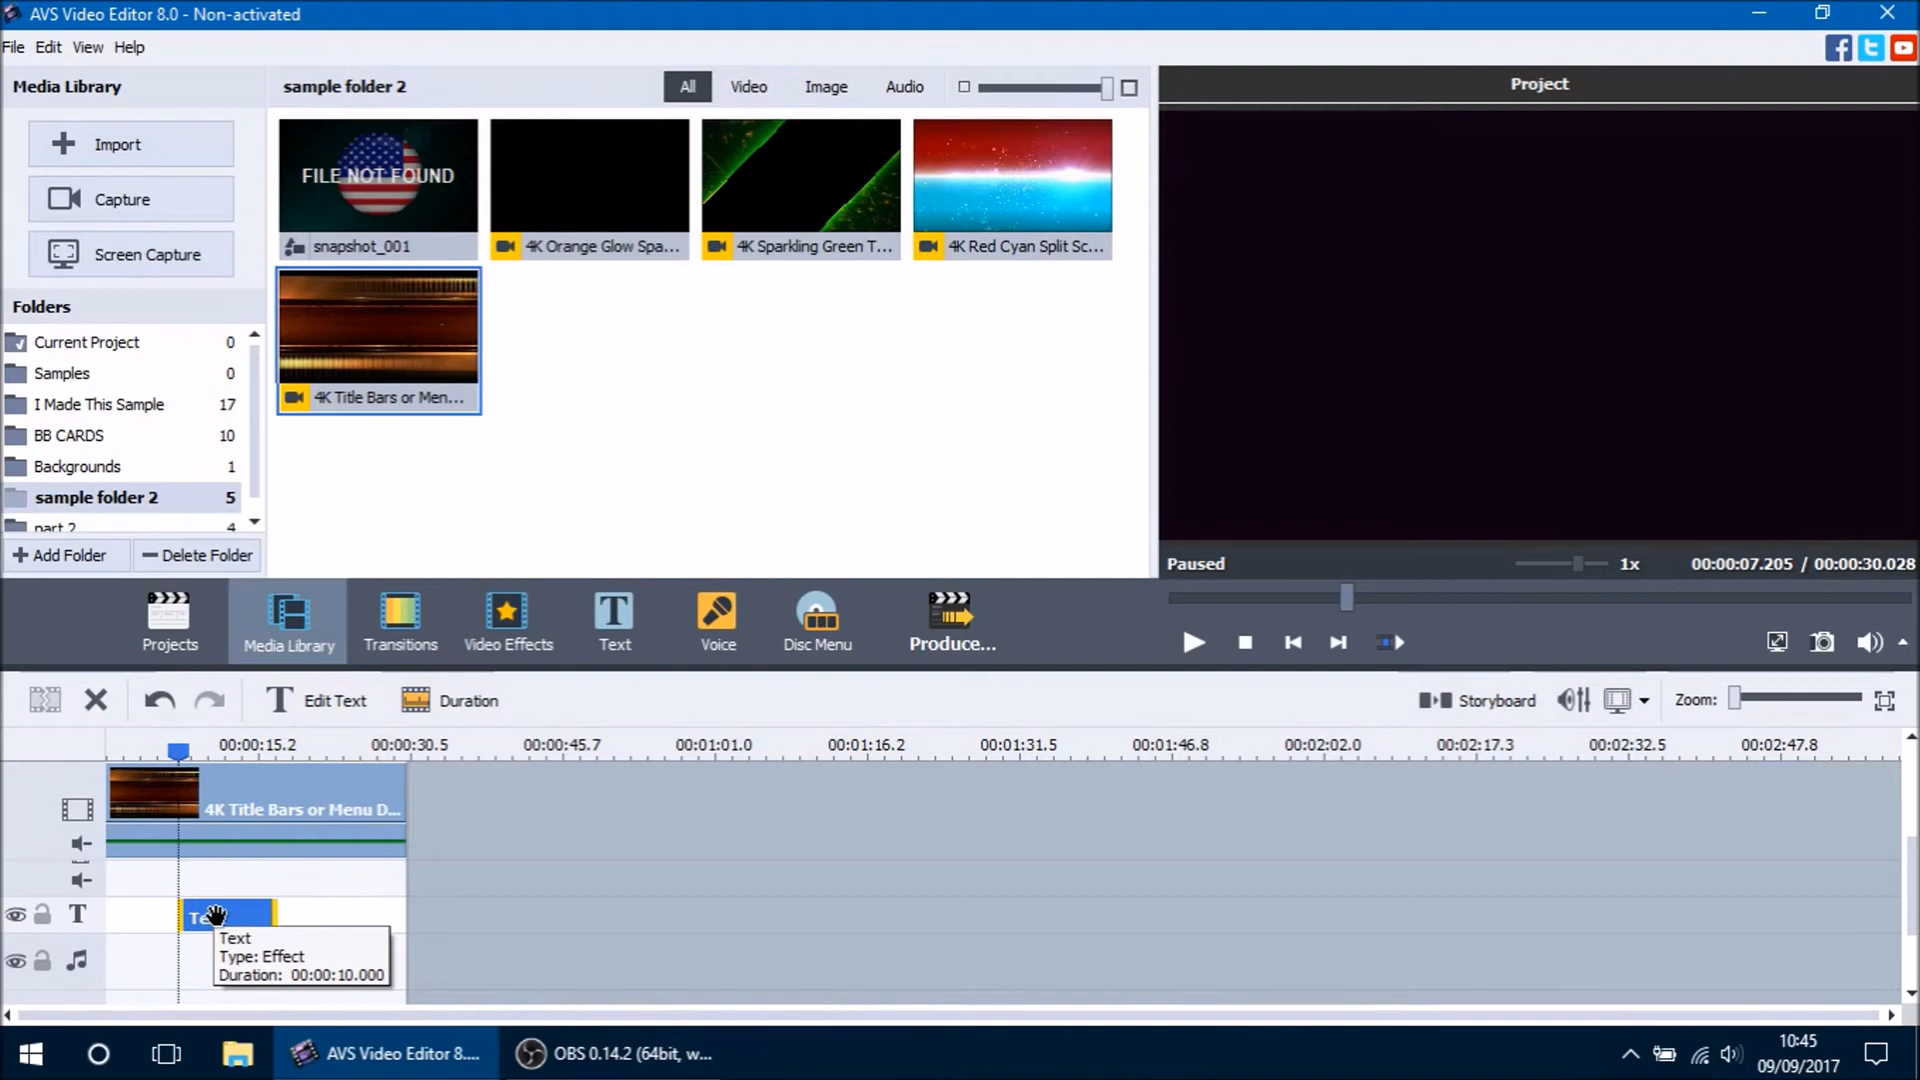 AVS Video Editor 8.0 - Non-activated
File Edit View Help
Media Library
sample folder 2
All Video Image Audio
Project
Import
Capture
Screen Capture
FILE NOT FOUND
snapshot_001
4K Orange Glow Spa...
4K Sparkling Green T...
4K Red Cyan Split Sc...
4K Title Bars or Men...
Folders
Current Project 0
Samples 0
I Made This Sample 17
BB CARDS 10
Backgrounds 1
sample folder 2 5
part 2 4
Add Folder
Delete Folder
Paused
1x
00:00:07.205 / 00:00:30.028
Projects
Media Library
Transitions
Video Effects
T
Text
Voice
Disc Menu
Produce...
T Edit Text
Duration
Storyboard
Zoom:
00:00:15.2 00:00:30.5 00:00:45.7 00:01:01.0 00:01:16.2 00:01:31.5 00:01:46.8 00:02:02.0 00:02:17.3 00:02:32.5 00:02:47.8
4K Title Bars or Menu D...
T
Text
Type: Effect
Duration: 00:00:10.000
AVS Video Editor 8....
OBS 0.14.2 (64bit, w...
10:45
09/09/2017